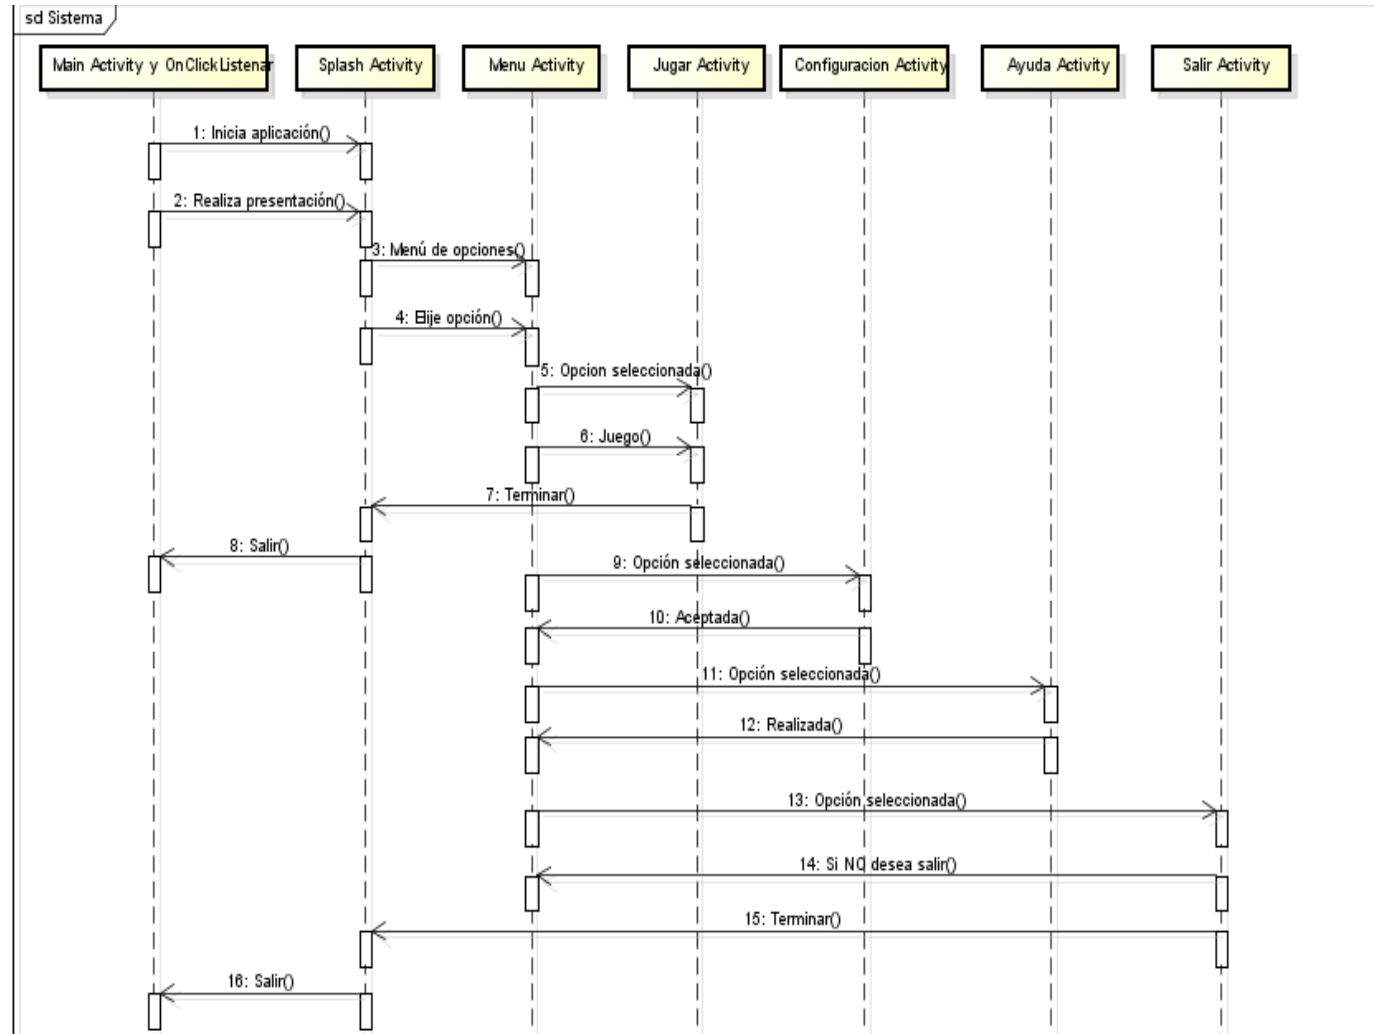 sd Sistema
Main Activity y OnClickListenar
Splash Activity
Menu Activity
Jugar Activity
Configuracion Activity
Ayuda Activity
Salir Activity
1: Inicia aplicación()
2: Realiza presentación()
3: Menú de opciones()
4: Elije opción()
5: Opcion seleccionada()
6: Juego()
7: Terminar()
8: Salir()
9: Opción seleccionada()
10: Aceptada()
11: Opción seleccionada()
12: Realizada()
13: Opción seleccionada()
14: Si NO desea salir()
15: Terminar()
16: Salir()